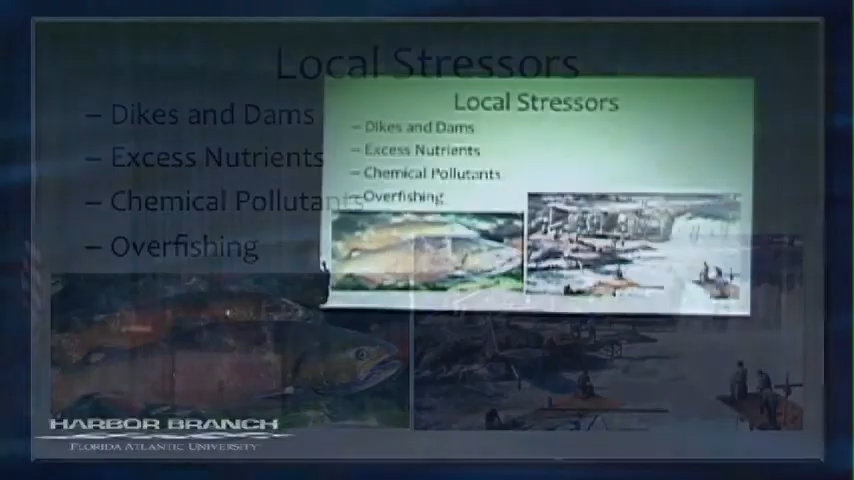 Local Stressors
– Dikes and Dams
– Excess Nutrients
– Chemical Pollutants
– Overfishing
Local Stressors
– Dikes and Dams
– Excess Nutrients
– Chemical Pollutants
– Overfishing
HARBOR BRANCH
FLORIDA ATLANTIC UNIVERSITY